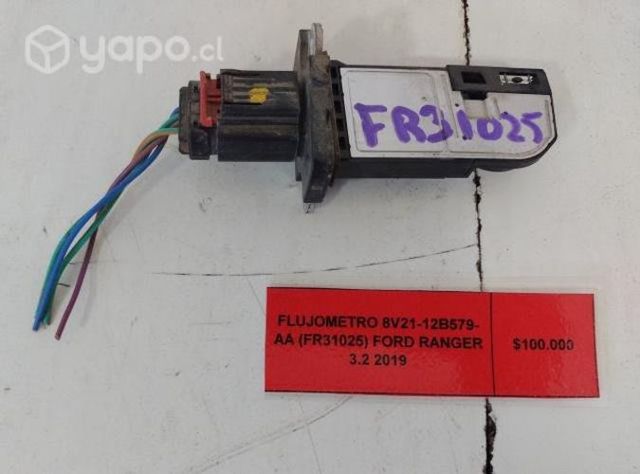 yapo.cl
FR31025
FLUJOMETRO 8V21-12B579-
AA (FR31025) FORD RANGER
3.2 2019
$100.000